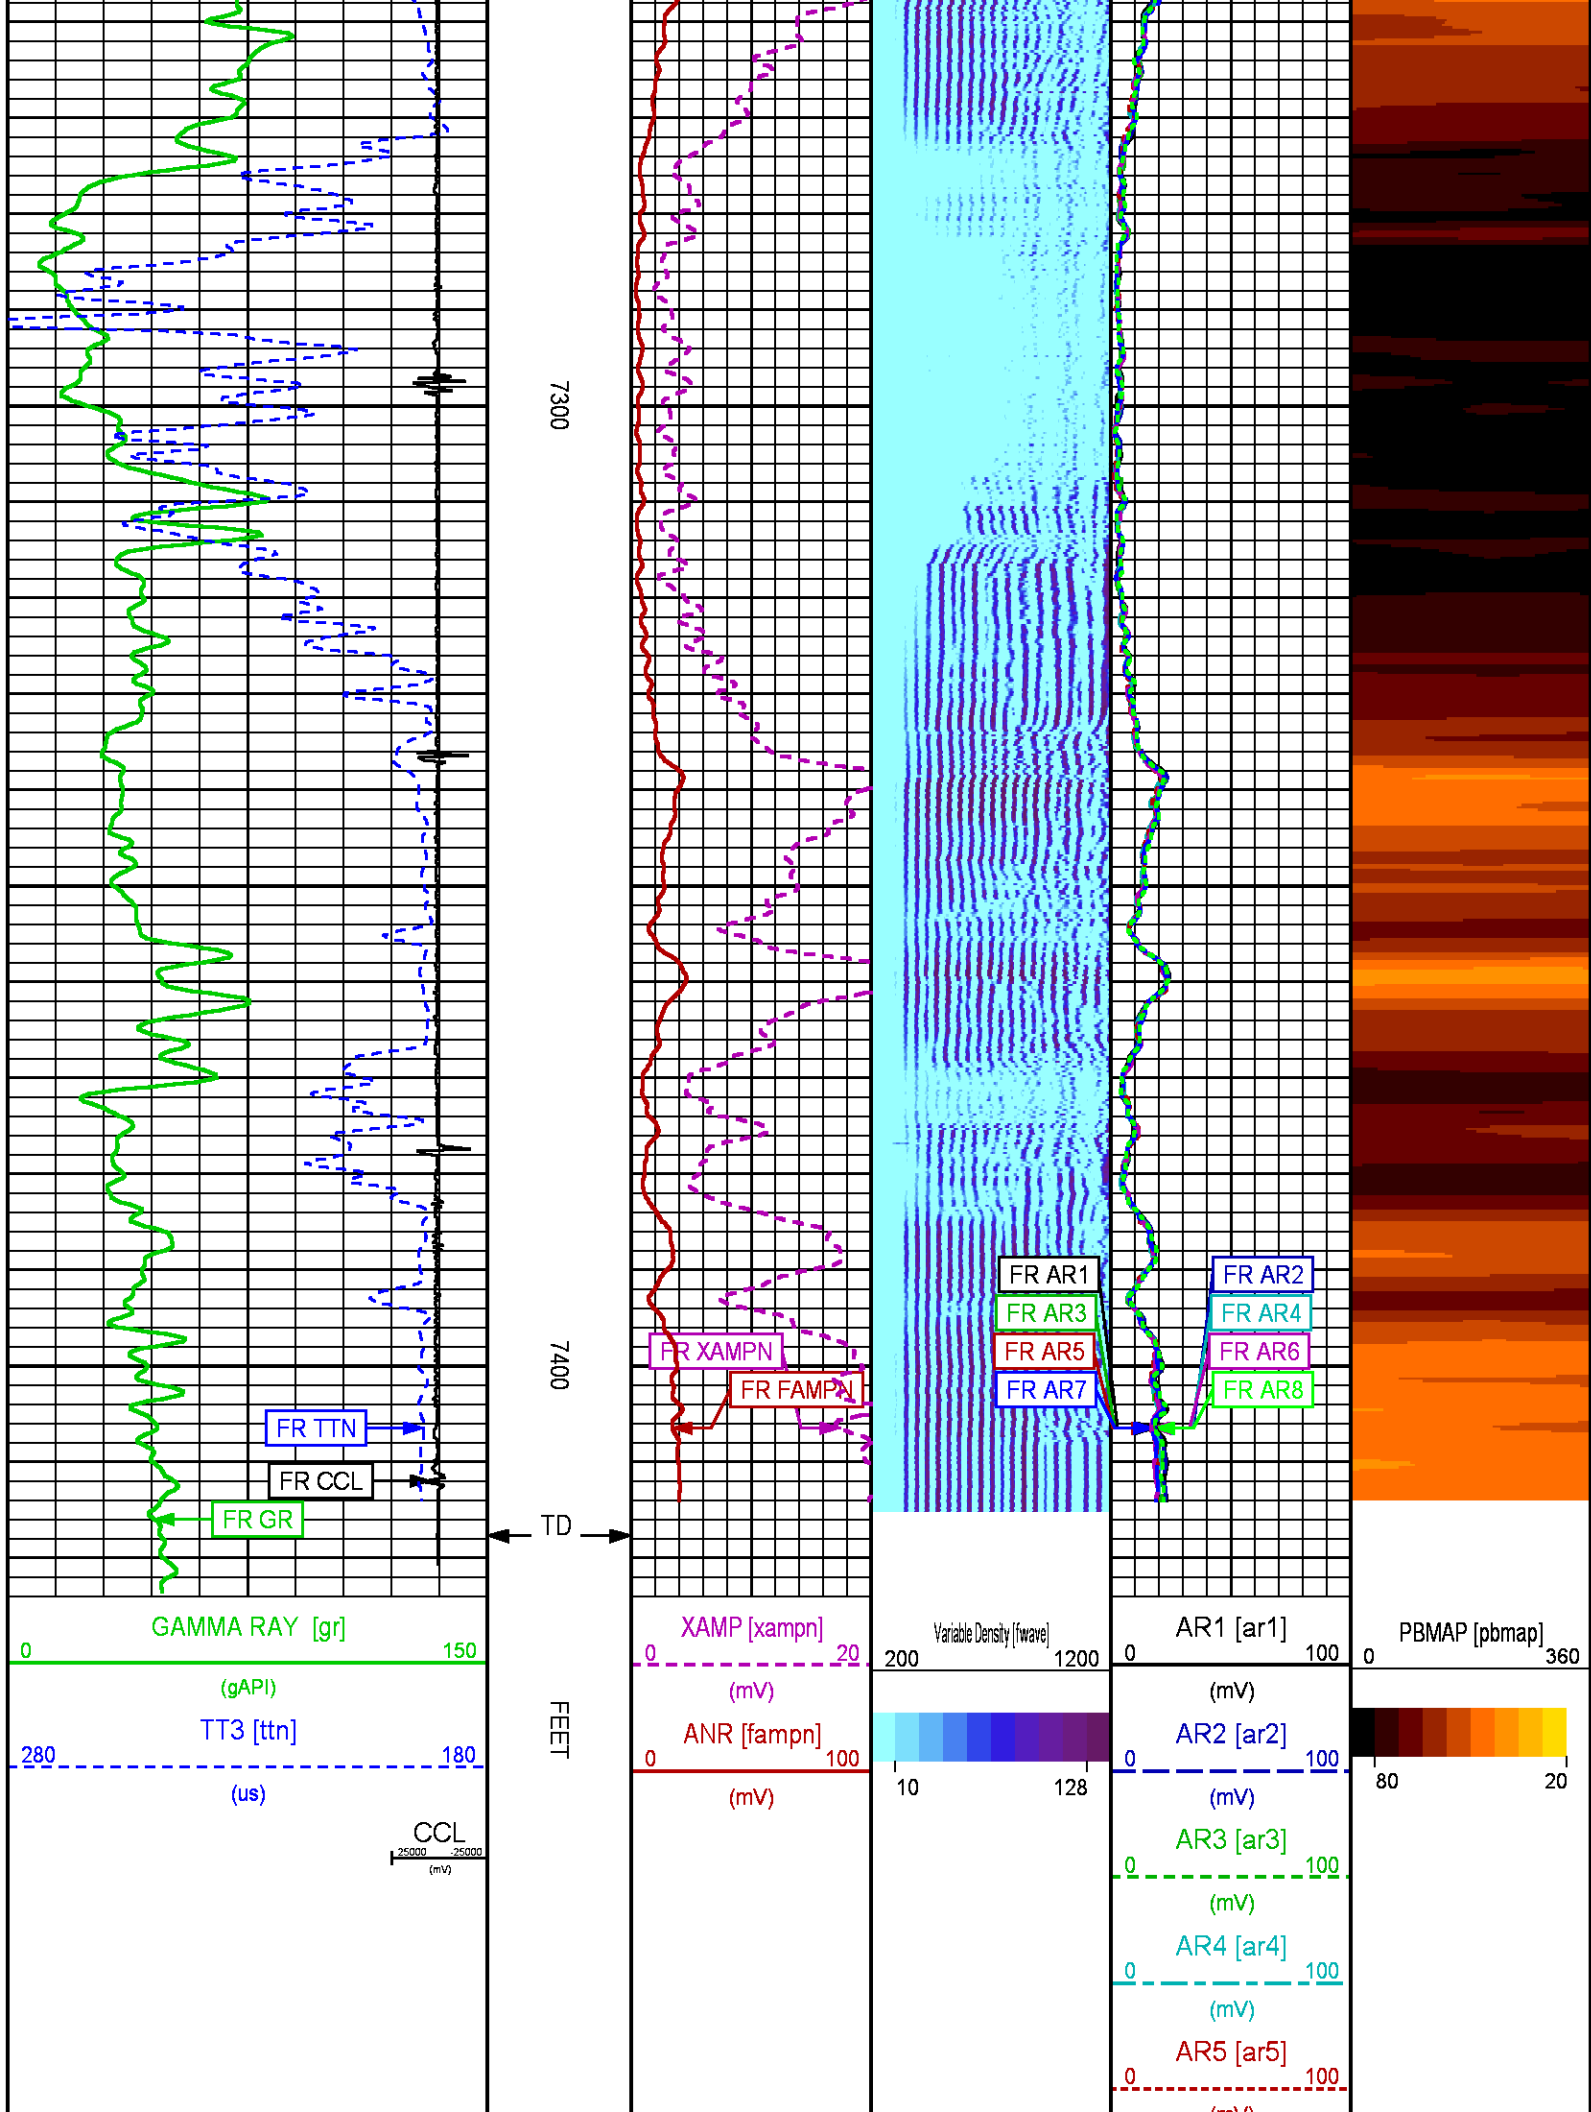 7300
FR AR1
FR AR2
FR AR3
FR AR4
7400
FR XAMPN
FR AR5
FR AR6
FR FAMPN
FR AR7
FR AR8
FR TTN
FR CCL
FR GR
TD
GAMMA RAY [gr]
0 150
(gAPI)
TT3 [ttn]
280 180
(us)
CCL
25000 -25000
(mV)
FEET
XAMP [xampn]
0 20
(mV)
ANR [fampn]
0 100
(mV)
Variable Density [fwave]
200 1200
10 128
AR1 [ar1]
0 100
(mV)
AR2 [ar2]
0 100
(mV)
AR3 [ar3]
0 100
(mV)
AR4 [ar4]
0 100
(mV)
AR5 [ar5]
0 100
PBMAP [pbmap]
0 360
80 20